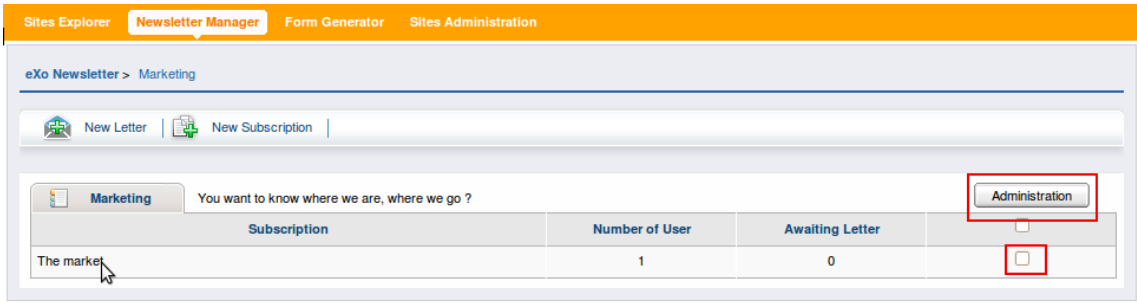 Sites Explorer Newsletter Manager Form Generator Sites Administration
eXo Newsletter > Marketing
New Letter New Subscription
Marketing You want to know where we are, where we go ? Administration
Subscription Number of User Awaiting Letter
The market 1 0